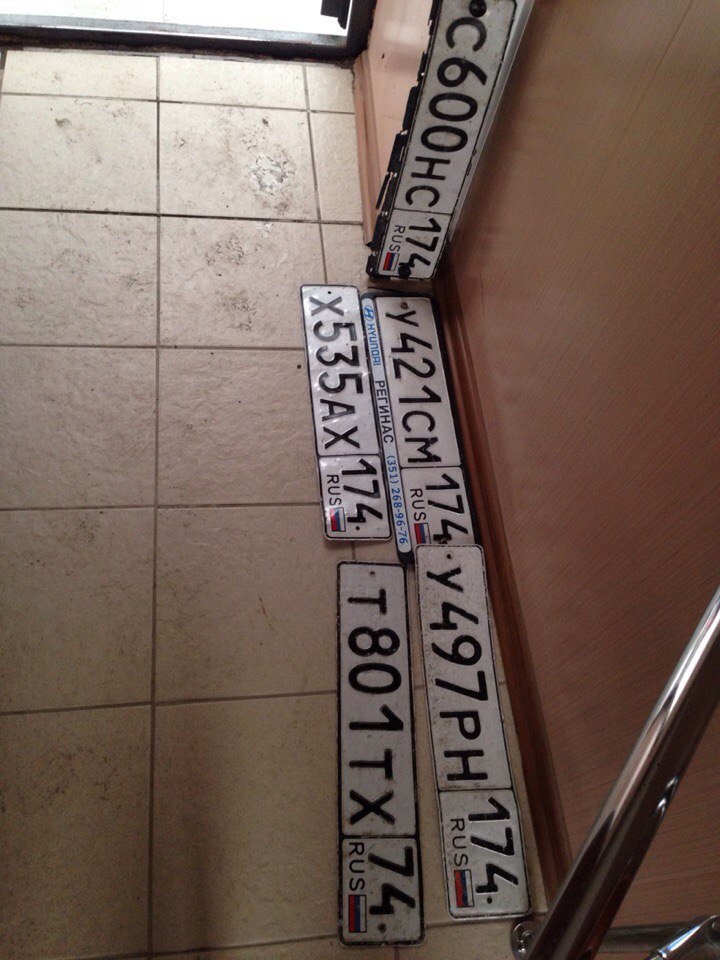 С600НС 174
RUS
У421СМ 174
RUS
HYUNDAI РЕГИНАС (351) 268-96-76
Х535АХ 174
RUS
У497РН 174
RUS
Т801ТХ 74
RUS